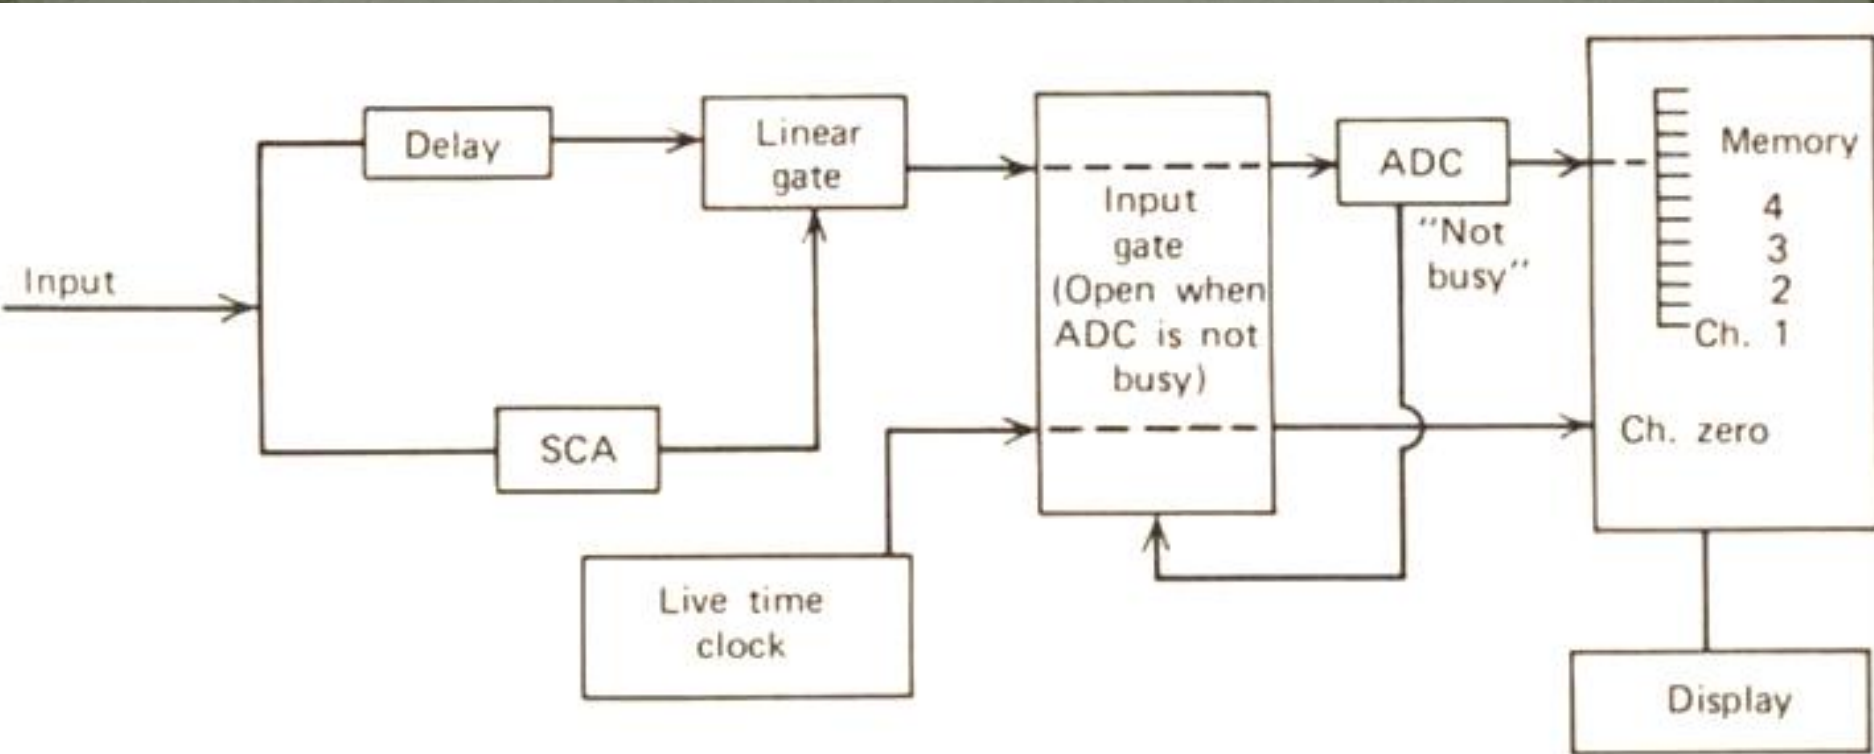 Input
Delay
SCA
Linear
gate
Live time
clock
Input
gate
(Open when
ADC is not
busy)
ADC
"Not
busy"
Memory
4
3
2
Ch. 1
Ch. zero
Display